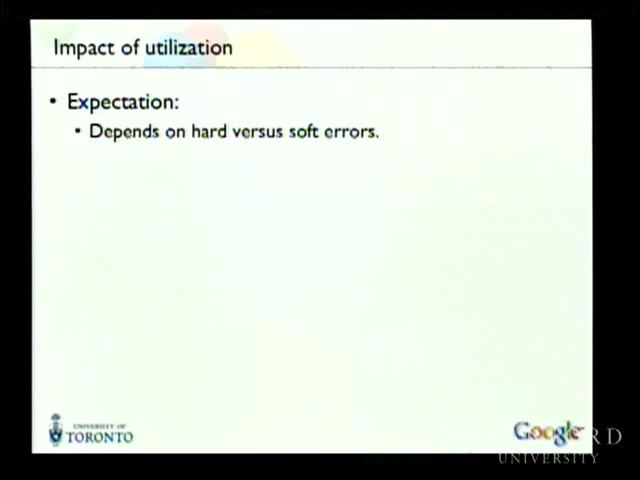 Impact of utilization
• Expectation:
• Depends on hard versus soft errors.
UNIVERSITY OF
TORONTO
Google
RD
UNIVERSITY